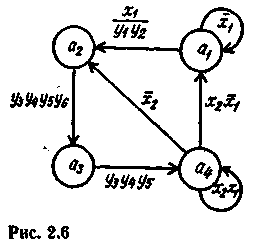 x₁
y₁y₂
x̄₁
a₂
a₁
y₃y₄y₅y₆
x̄₂
x₂x̄₁
a₃
y₃y₄y₅
a₄
x₂x₁
Рис. 2.6